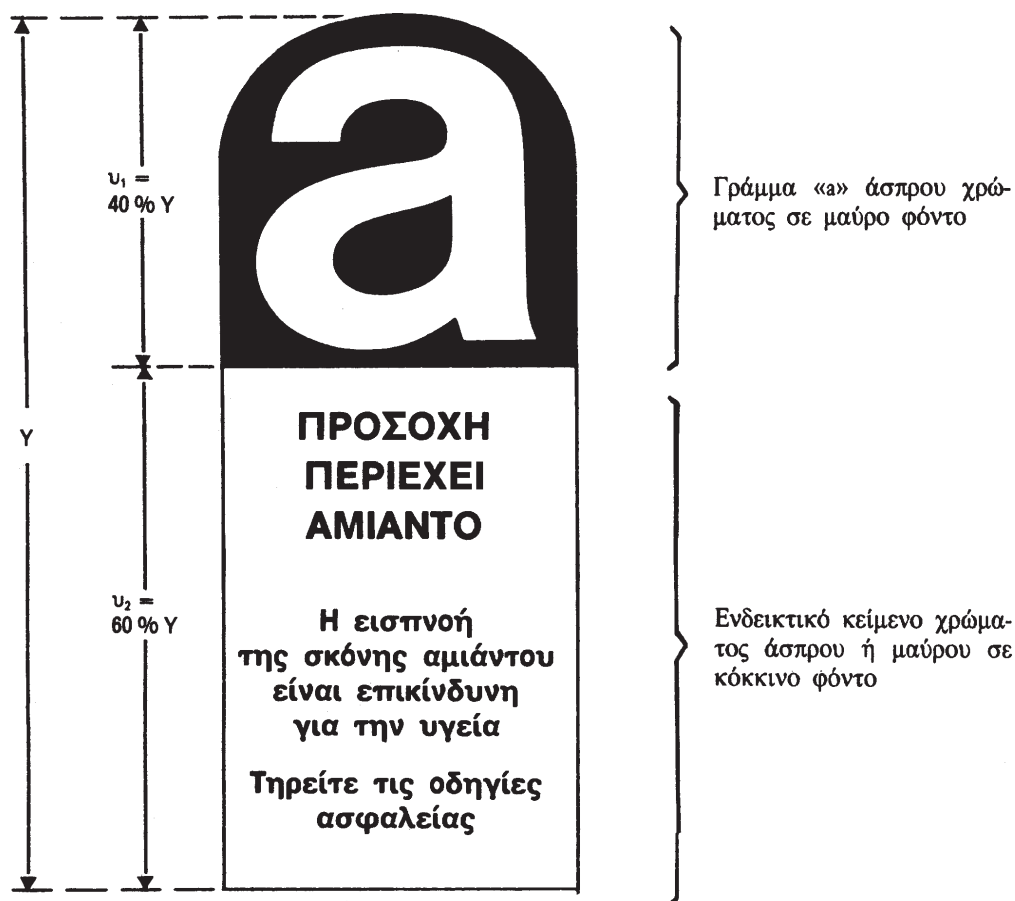 a
υ₁ =
40 % Υ
Γράμμα «a» άσπρου χρώ-
ματος σε μαύρο φόντο
Υ
ΠΡΟΣΟΧΗ
ΠΕΡΙΕΧΕΙ
ΑΜΙΑΝΤΟ
υ₂ =
60 % Υ
Η εισπνοή
της σκόνης αμιάντου
είναι επικίνδυνη
για την υγεία
Τηρείτε τις οδηγίες
ασφαλείας
Ενδεικτικό κείμενο χρώμα-
τος άσπρου ή μαύρου σε
κόκκινο φόντο